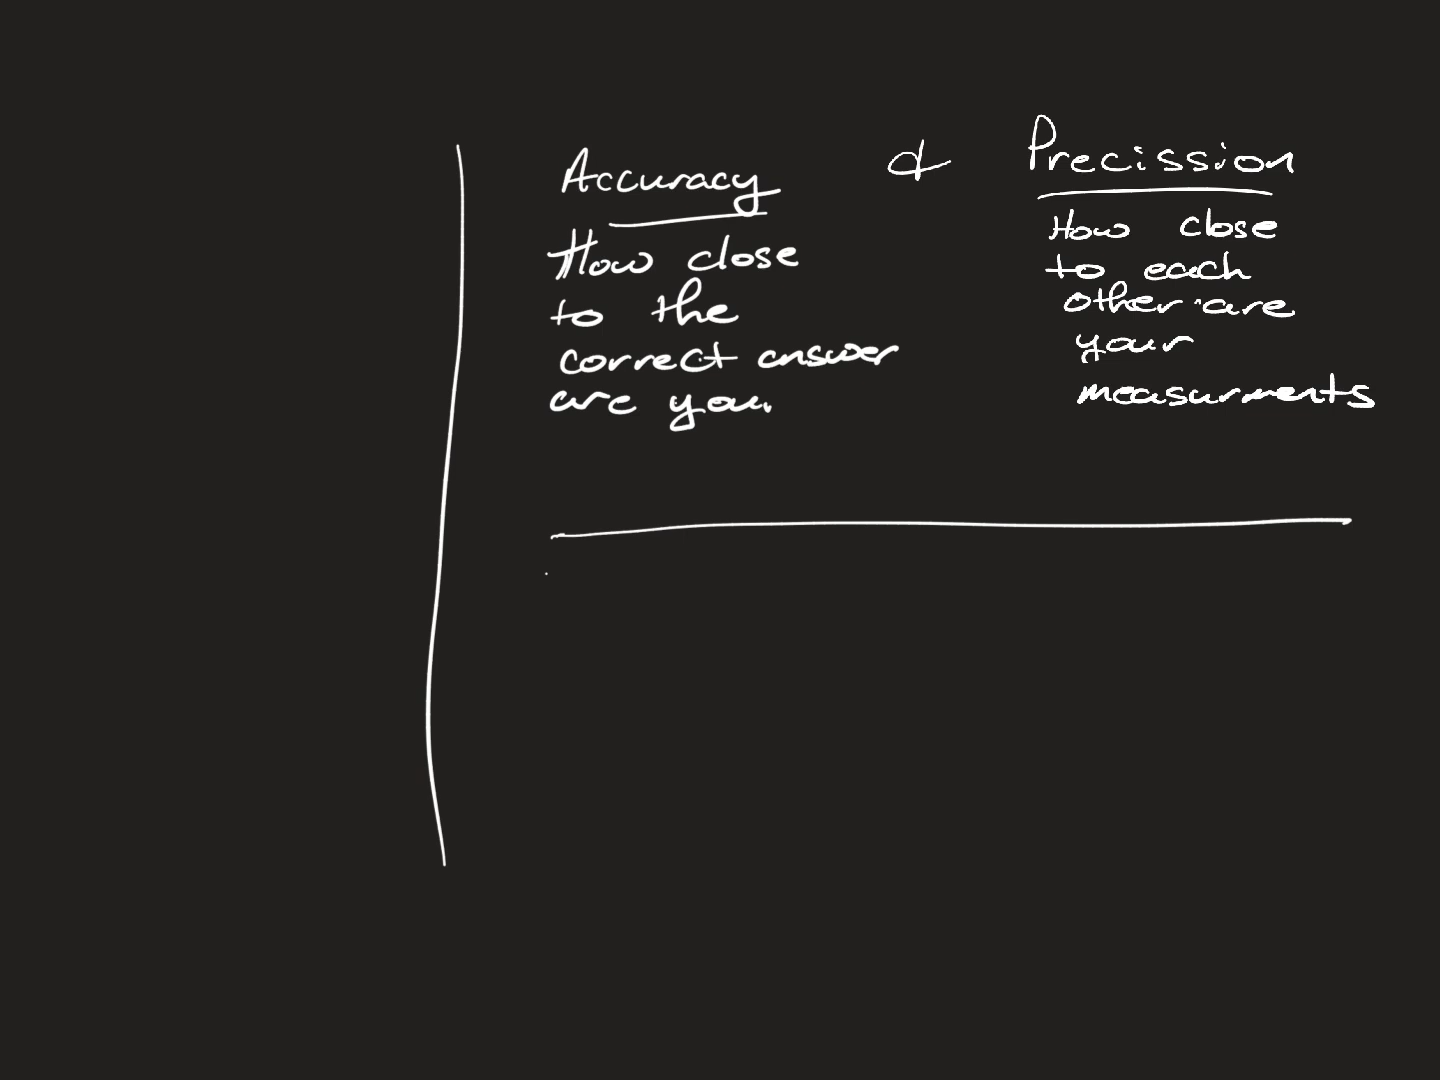 Accuracy & Precission
How close
to the
correct answer
are you.
How close
to each
other are
your
measurments